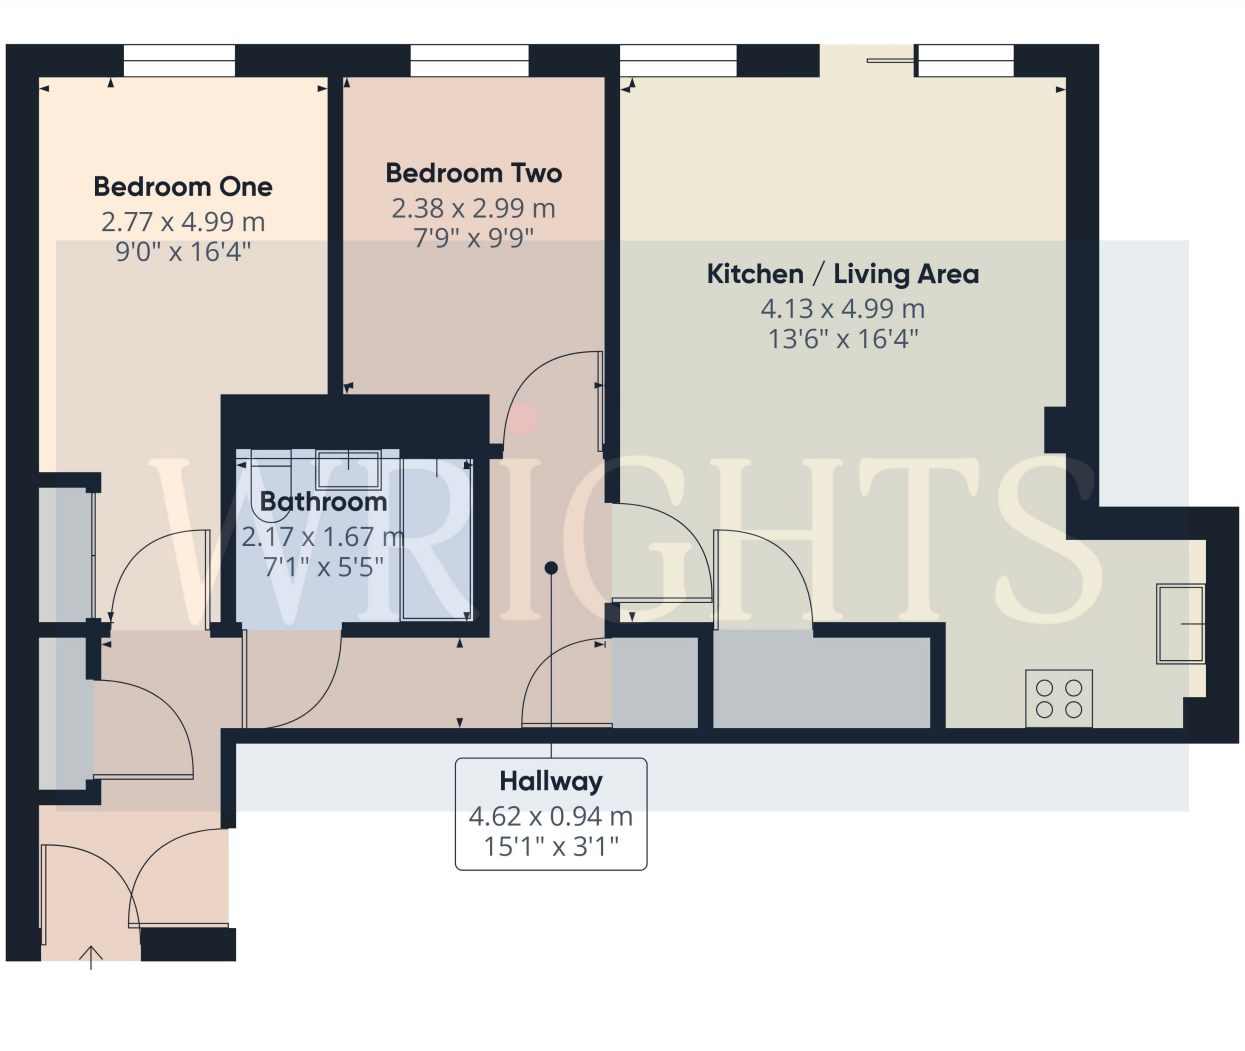 Bedroom One
2.77 x 4.99 m
9'0" x 16'4"
Bedroom Two
2.38 x 2.99 m
7'9" x 9'9"
Kitchen / Living Area
4.13 x 4.99 m
13'6" x 16'4"
WRIGHTS
Bathroom
2.17 x 1.67 m
7'1" x 5'5"
Hallway
4.62 x 0.94 m
15'1" x 3'1"